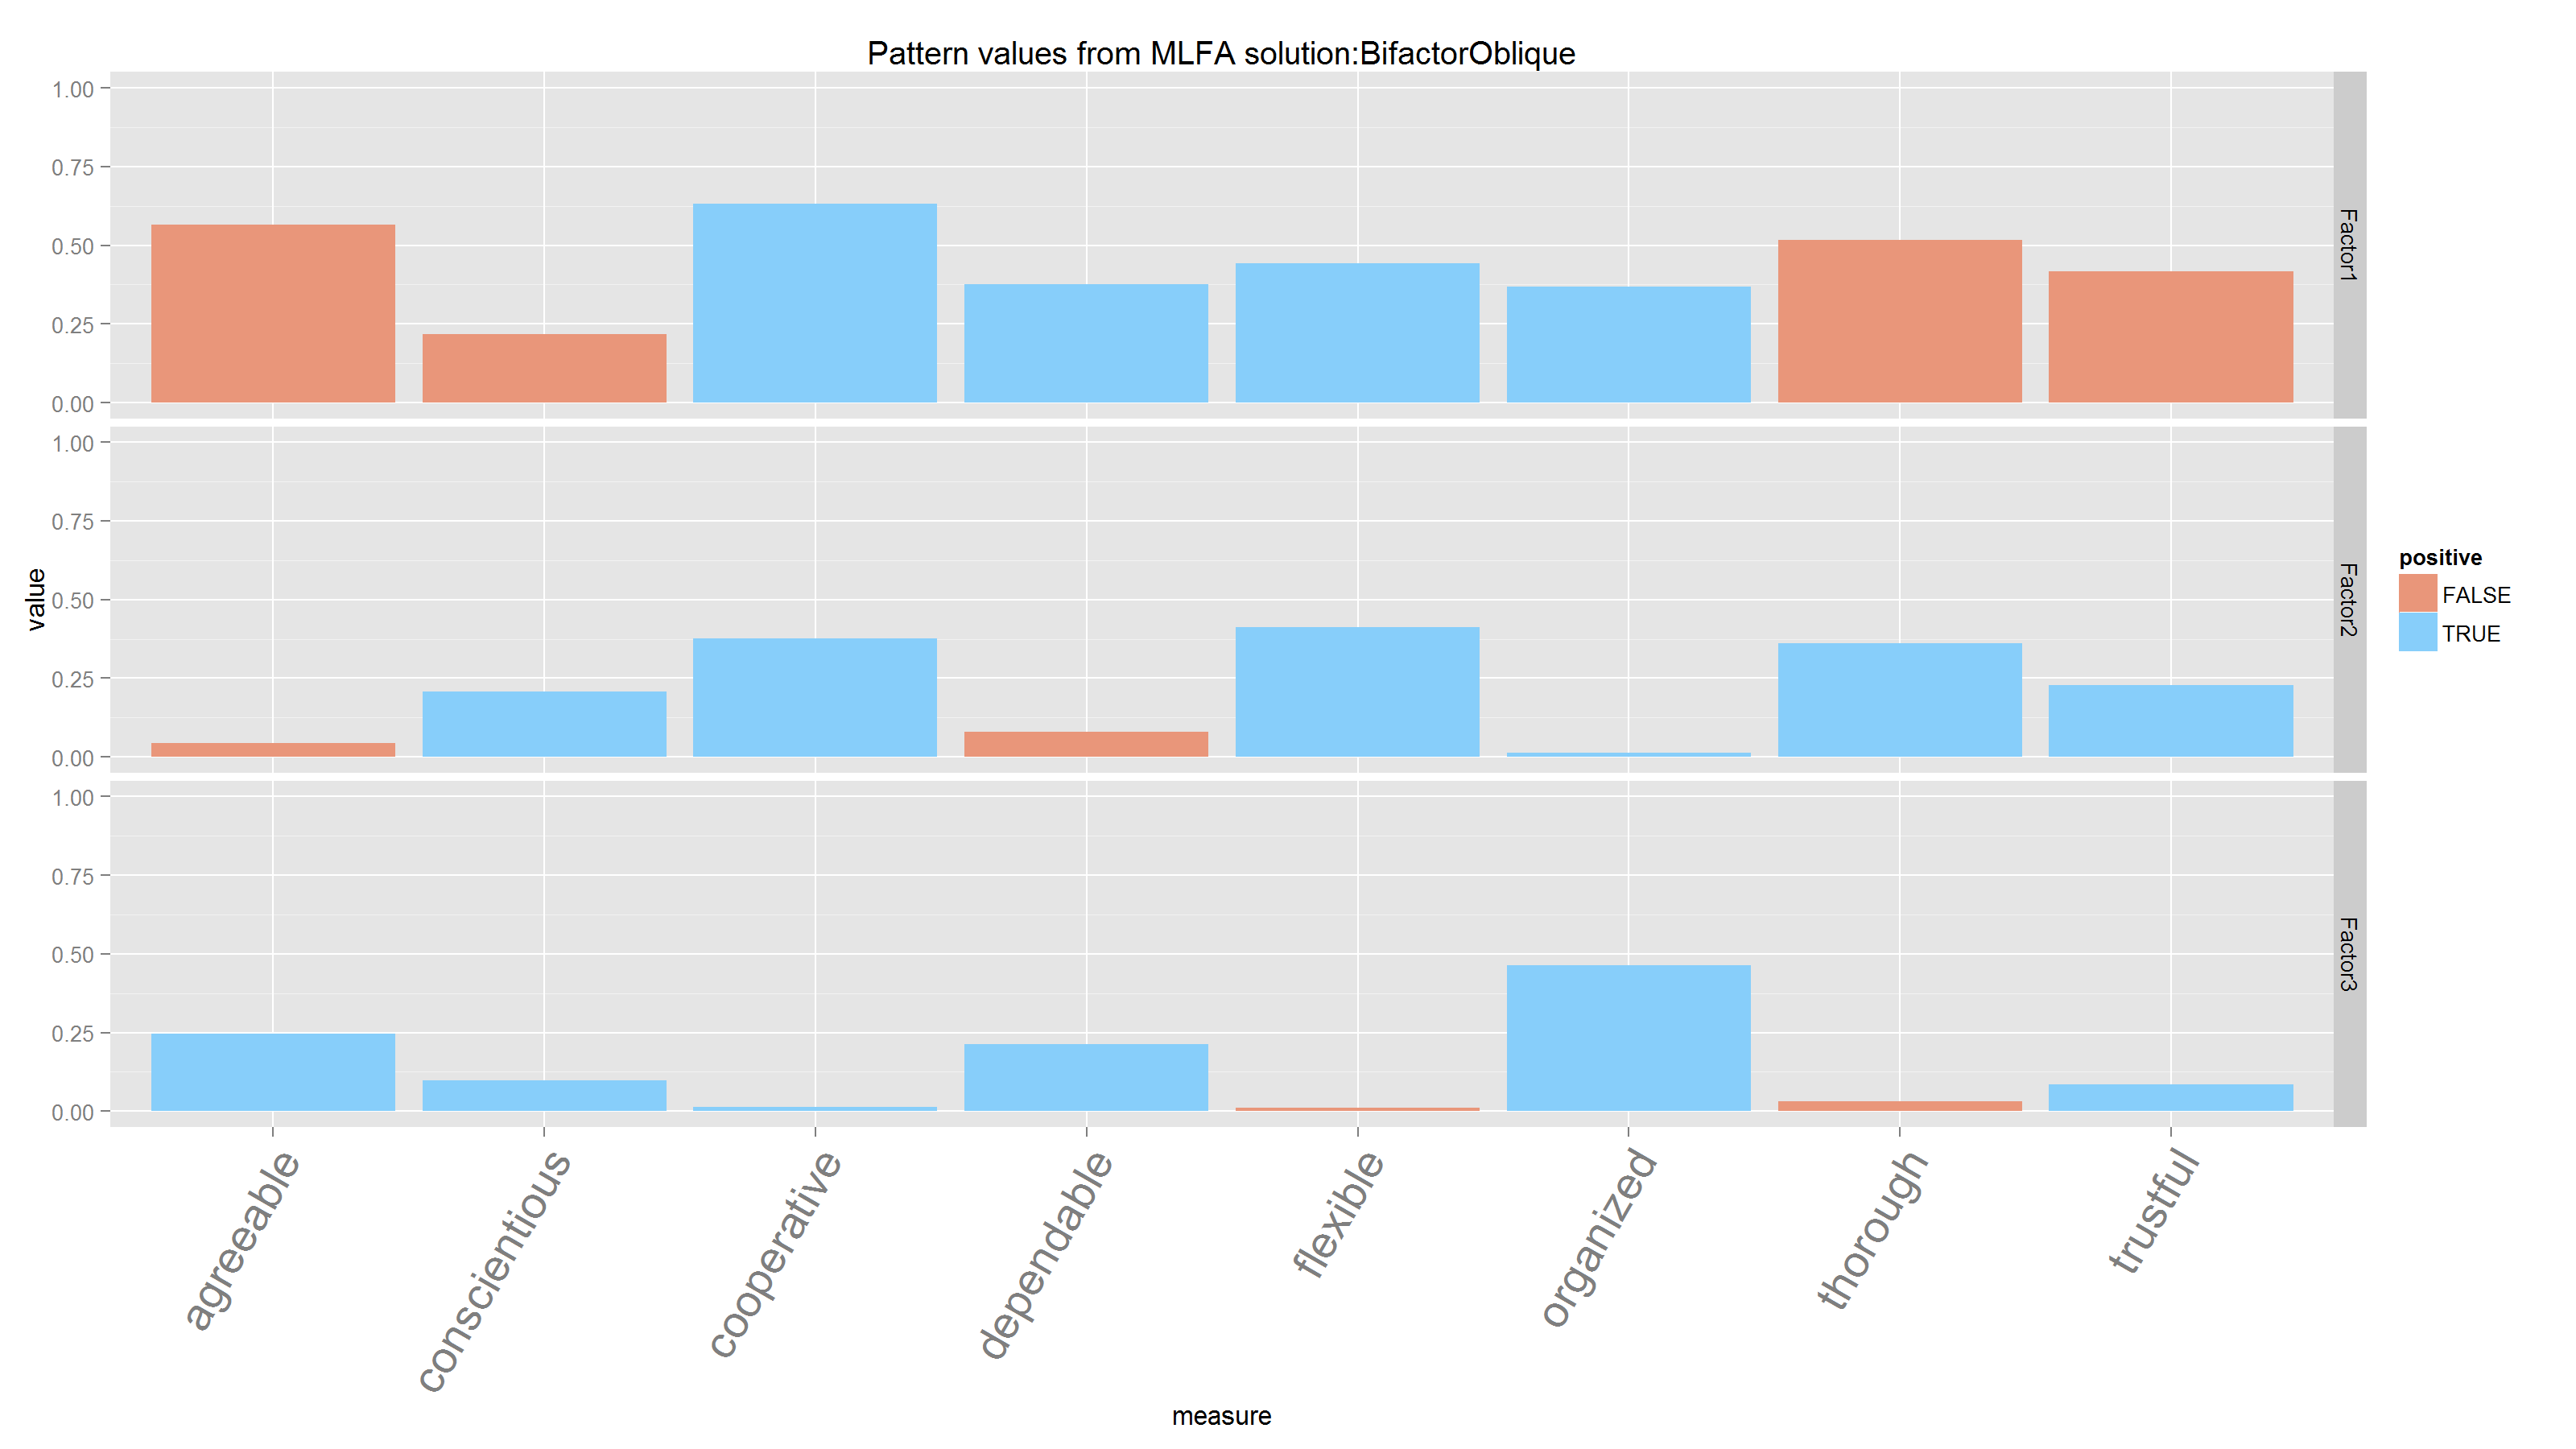 Pattern values from MLFA solution:BifactorOblique
value
1.00
0.75
0.50
0.25
0.00
Factor1
1.00
0.75
0.50
0.25
0.00
Factor2
1.00
0.75
0.50
0.25
0.00
Factor3
agreeable
conscientious
cooperative
dependable
flexible
organized
thorough
trustful
measure
positive
FALSE
TRUE